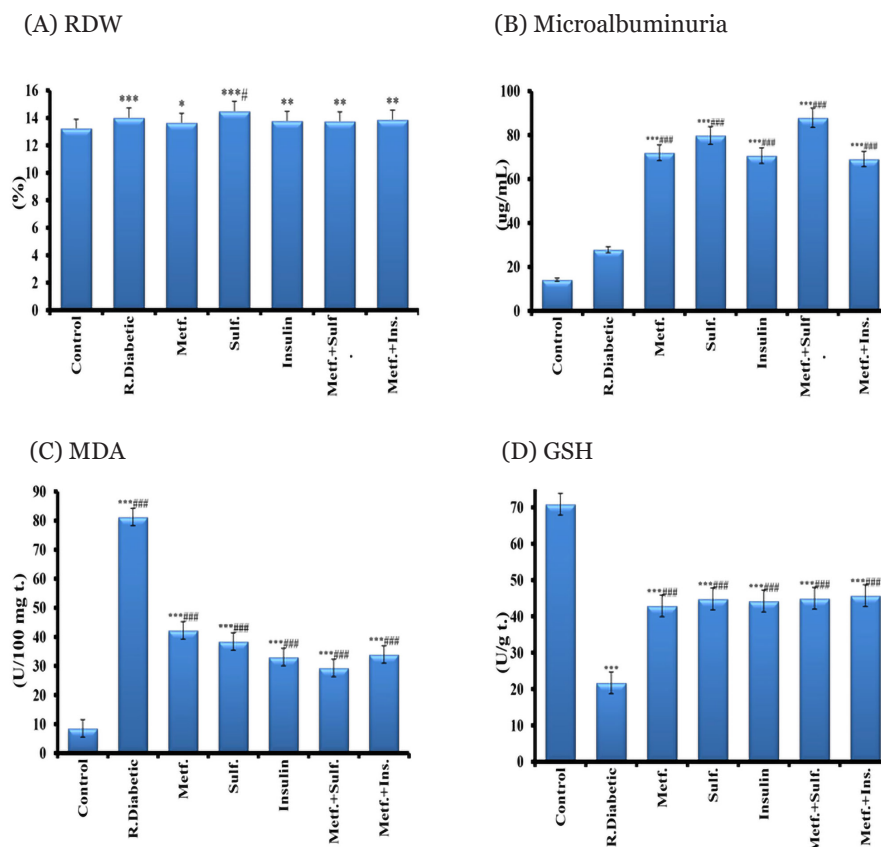 (A) RDW
(%)
16
14
12
10
8
6
4
2
0
***
*
***#
**
**
**
Control
R.Diabetic
Metf.
Sulf.
Insulin
Metf.+Sulf
.
Metf.+Ins.
(B) Microalbuminuria
(ug/mL)
100
80
60
40
20
0
***###
***###
***###
***###
***###
Control
R.Diabetic
Metf.
Sulf.
Insulin
Metf.+Sulf
.
Metf.+Ins.
(C) MDA
(U/100 mg t.)
90
80
70
60
50
40
30
20
10
0
***###
***###
***###
***###
***###
***###
Control
R.Diabetic
Metf.
Sulf.
Insulin
Metf.+Sulf.
Metf.+Ins.
(D) GSH
(U/g t.)
70
60
50
40
30
20
10
0
***
***###
***###
***###
***###
***###
Control
R.Diabetic
Metf.
Sulf.
Insulin
Metf.+Sulf.
Metf.+Ins.